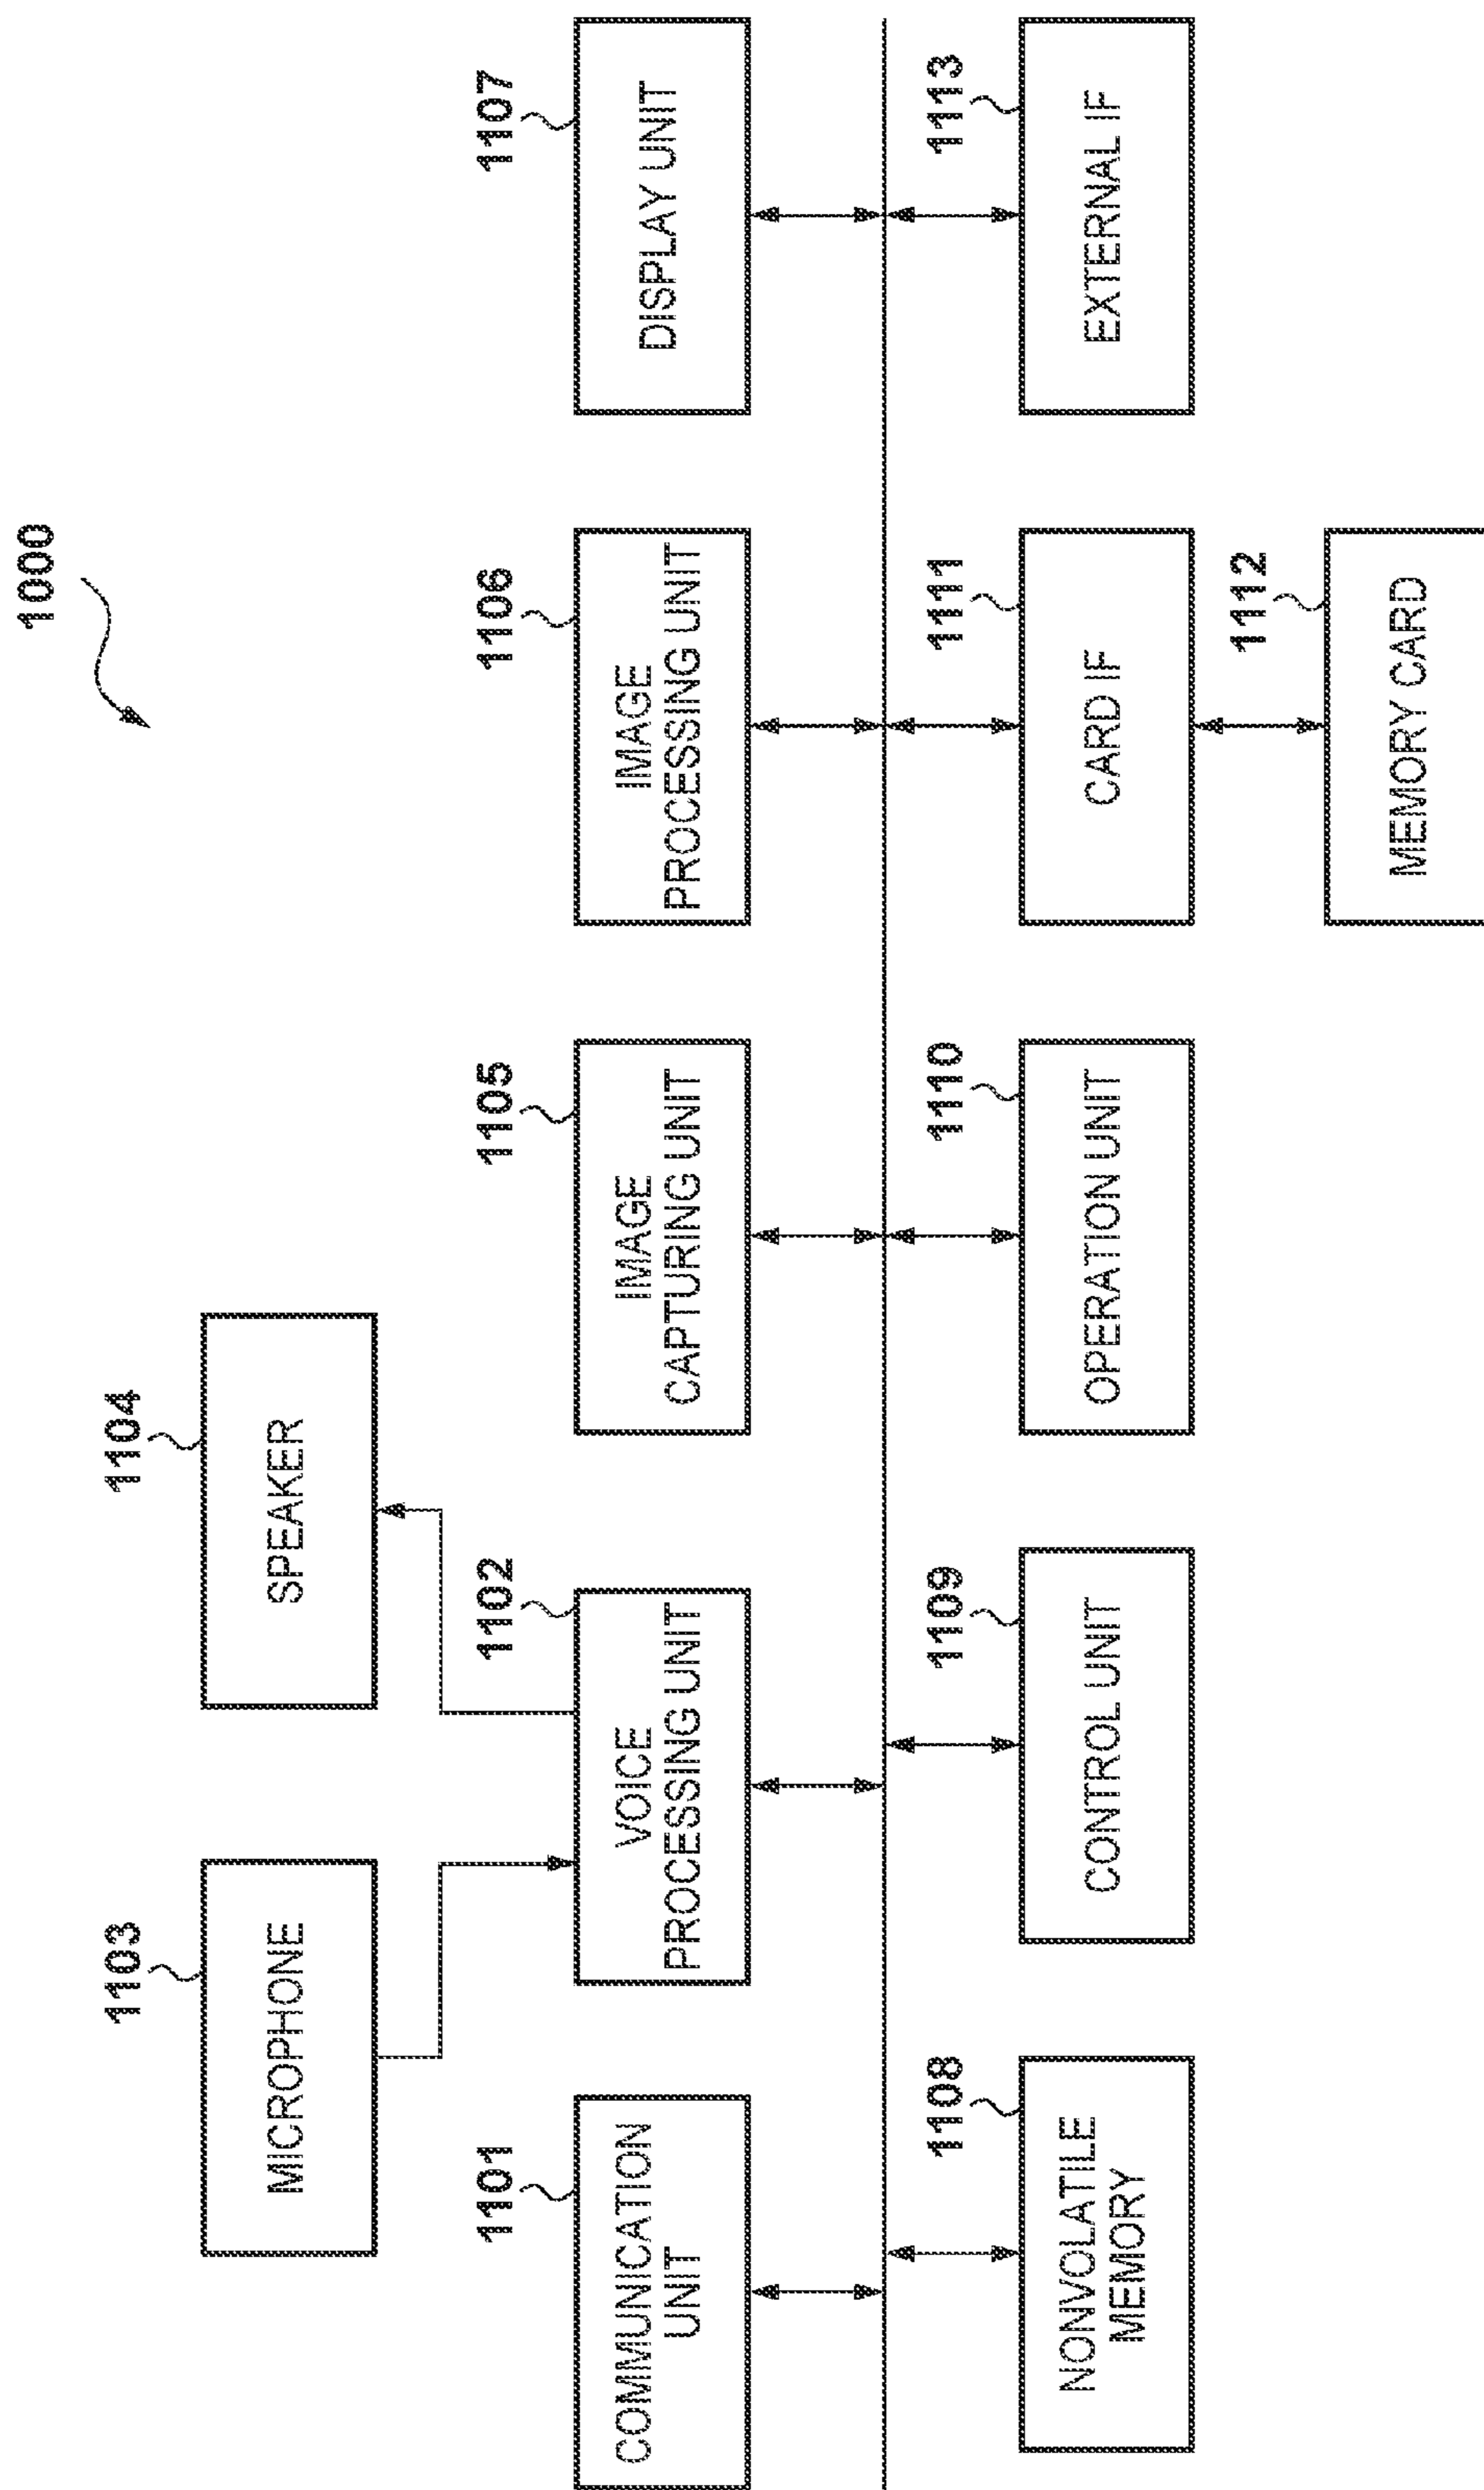 1000
1103
MICROPHONE
1104
SPEAKER
1101
COMMUNICATION
UNIT
1102
VOICE
PROCESSING UNIT
1105
IMAGE
CAPTURING UNIT
1106
IMAGE
PROCESSING UNIT
1107
DISPLAY UNIT
1108
NONVOLATILE
MEMORY
1109
CONTROL UNIT
1110
OPERATION UNIT
1111
CARD IF
1113
EXTERNAL IF
1112
MEMORY CARD